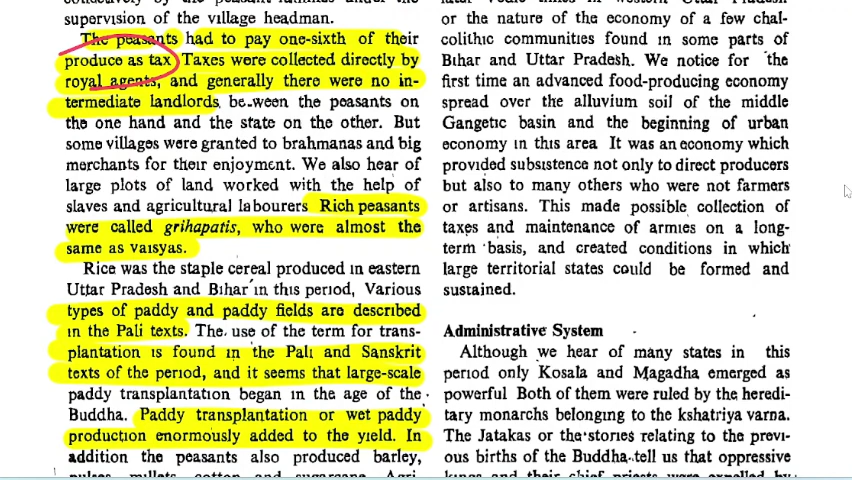 supervision of the village headman.
The peasants had to pay one-sixth of their
produce as tax Taxes were collected directly by
royal agents, and generally there were no in-
termediate landlords, be-ween the peasants on
the one hand and the state on the other. But
some villages were granted to brahmanas and big
merchants for their enjoyment. We also hear of
large plots of land worked with the help of
slaves and agricultural labourers Rich peasants
were called grihapatis, who were almost the
same as vaisyas.
Rice was the staple cereal produced in eastern
Uttar Pradesh and Bihar in this period, Various
types of paddy and paddy fields are described
in the Pali texts. The use of the term for trans-
plantation is found in the Pali and Sanskrit
texts of the period, and it seems that large-scale
paddy transplantation began in the age of the
Buddha. Paddy transplantation or wet paddy
production enormously added to the yield. In
addition the peasants also produced barley,
or the nature of the economy of a few chal-
colithic communities found in some parts of
Bihar and Uttar Pradesh. We notice for the
first time an advanced food-producing economy
spread over the alluvium soil of the middle
Gangetic basin and the beginning of urban
economy in this area It was an economy which
provided subsistence not only to direct producers
but also to many others who were not farmers
or artisans. This made possible collection of
taxes and maintenance of armies on a long-
term basis, and created conditions in which
large territorial states could be formed and
sustained.
Administrative System
Although we hear of many states in this
period only Kosala and Magadha emerged as
powerful Both of them were ruled by the heredi-
tary monarchs belonging to the kshatriya varna.
The Jatakas or the stories relating to the previ-
ous births of the Buddha tell us that oppressive